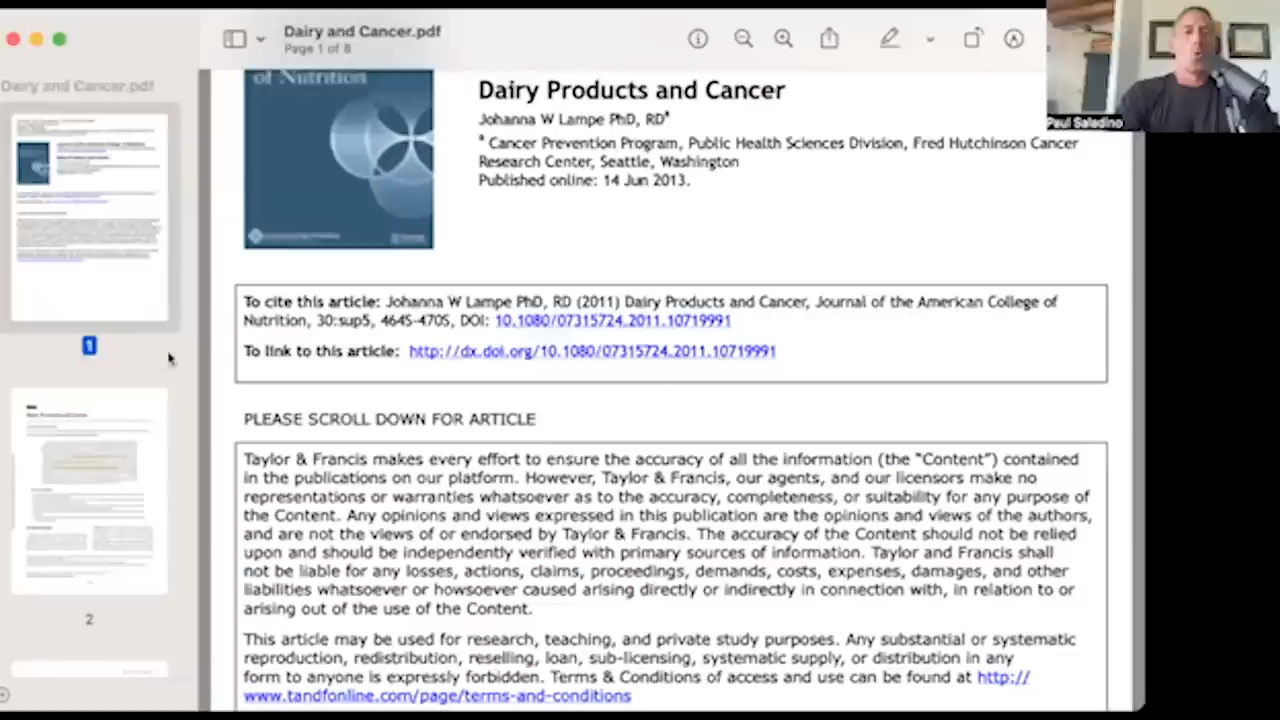 Dairy and Cancer.pdf
Page 1 of 8
Dairy and Cancer.pdf
1
2
of Nutrition
Dairy Products and Cancer
Johanna W Lampe PhD, RD
a Cancer Prevention Program, Public Health Sciences Division, Fred Hutchinson Cancer
Research Center, Seattle, Washington
Published online: 14 Jun 2013.
Paul Saladino
To cite this article: Johanna W Lampe PhD, RD (2011) Dairy Products and Cancer, Journal of the American College of
Nutrition, 30:sup5, 464S-470S, DOI: 10.1080/07315724.2011.10719991
To link to this article: http://dx.doi.org/10.1080/07315724.2011.10719991
PLEASE SCROLL DOWN FOR ARTICLE
Taylor & Francis makes every effort to ensure the accuracy of all the information (the “Content”) contained
in the publications on our platform. However, Taylor & Francis, our agents, and our licensors make no
representations or warranties whatsoever as to the accuracy, completeness, or suitability for any purpose of
the Content. Any opinions and views expressed in this publication are the opinions and views of the authors,
and are not the views of or endorsed by Taylor & Francis. The accuracy of the Content should not be relied
upon and should be independently verified with primary sources of information. Taylor and Francis shall
not be liable for any losses, actions, claims, proceedings, demands, costs, expenses, damages, and other
liabilities whatsoever or howsoever caused arising directly or indirectly in connection with, in relation to or
arising out of the use of the Content.
This article may be used for research, teaching, and private study purposes. Any substantial or systematic
reproduction, redistribution, reselling, loan, sub-licensing, systematic supply, or distribution in any
form to anyone is expressly forbidden. Terms & Conditions of access and use can be found at http://
www.tandfonline.com/page/terms-and-conditions